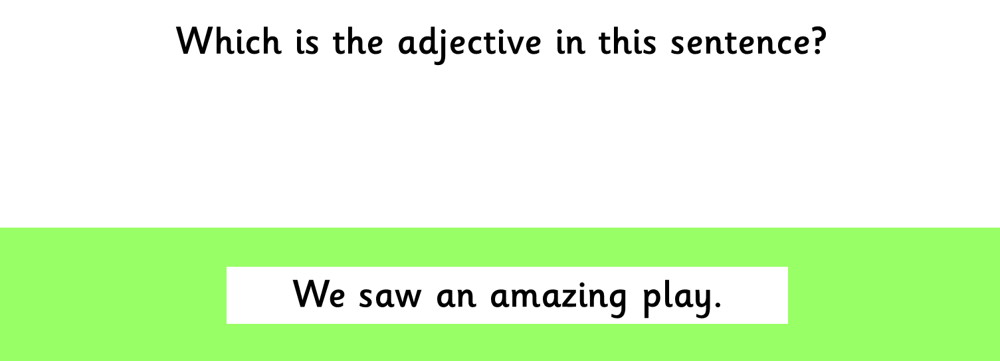 Which is the adjective in this sentence?
We saw an amazing play.